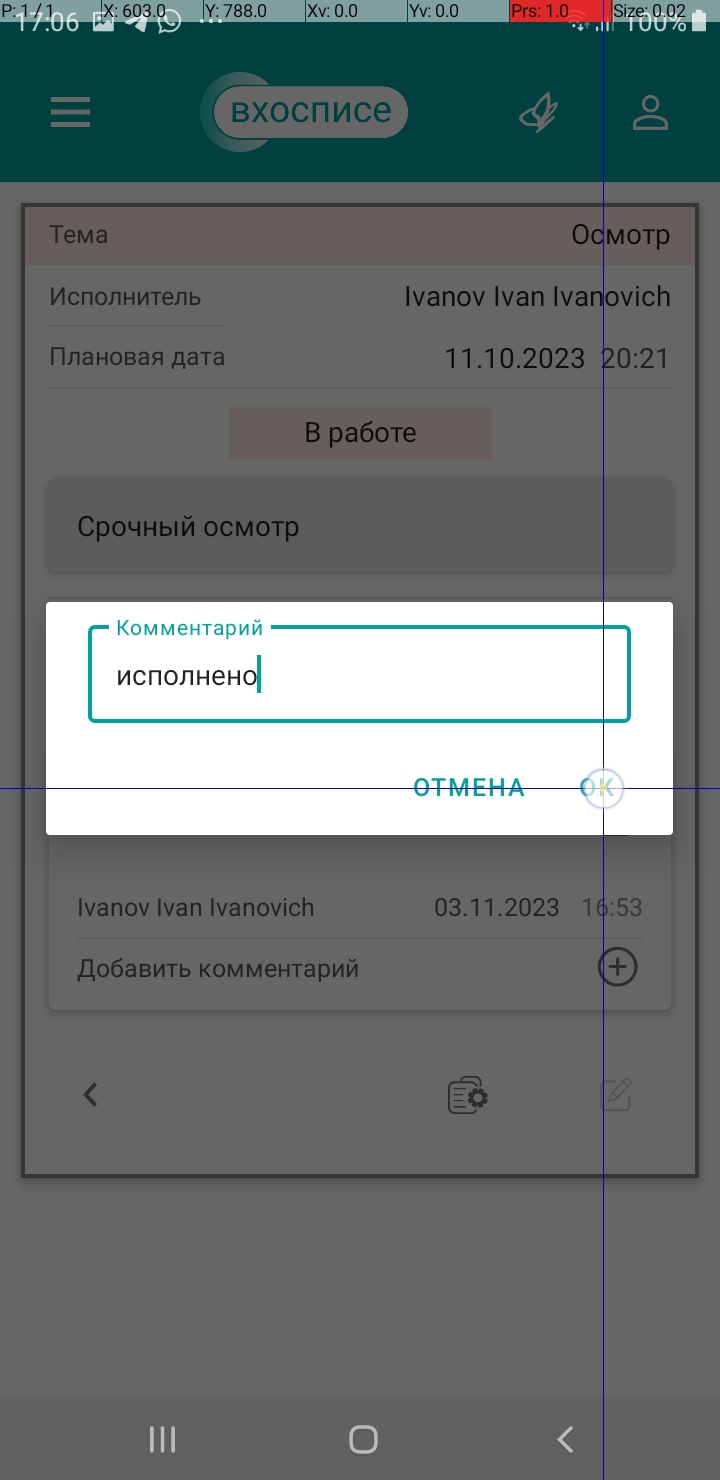 P: 1 / 1 X: 603.0 Y: 788.0 Xv: 0.0 Yv: 0.0 Prs: 1.0 Size: 0.02
17:06 100%
вхосписе
Тема Осмотр
Исполнитель Ivanov Ivan Ivanovich
Плановая дата 11.10.2023 20:21
В работе
Срочный осмотр
Комментарий
исполнено
ОТМЕНА OK
Ivanov Ivan Ivanovich 03.11.2023 16:53
Добавить комментарий